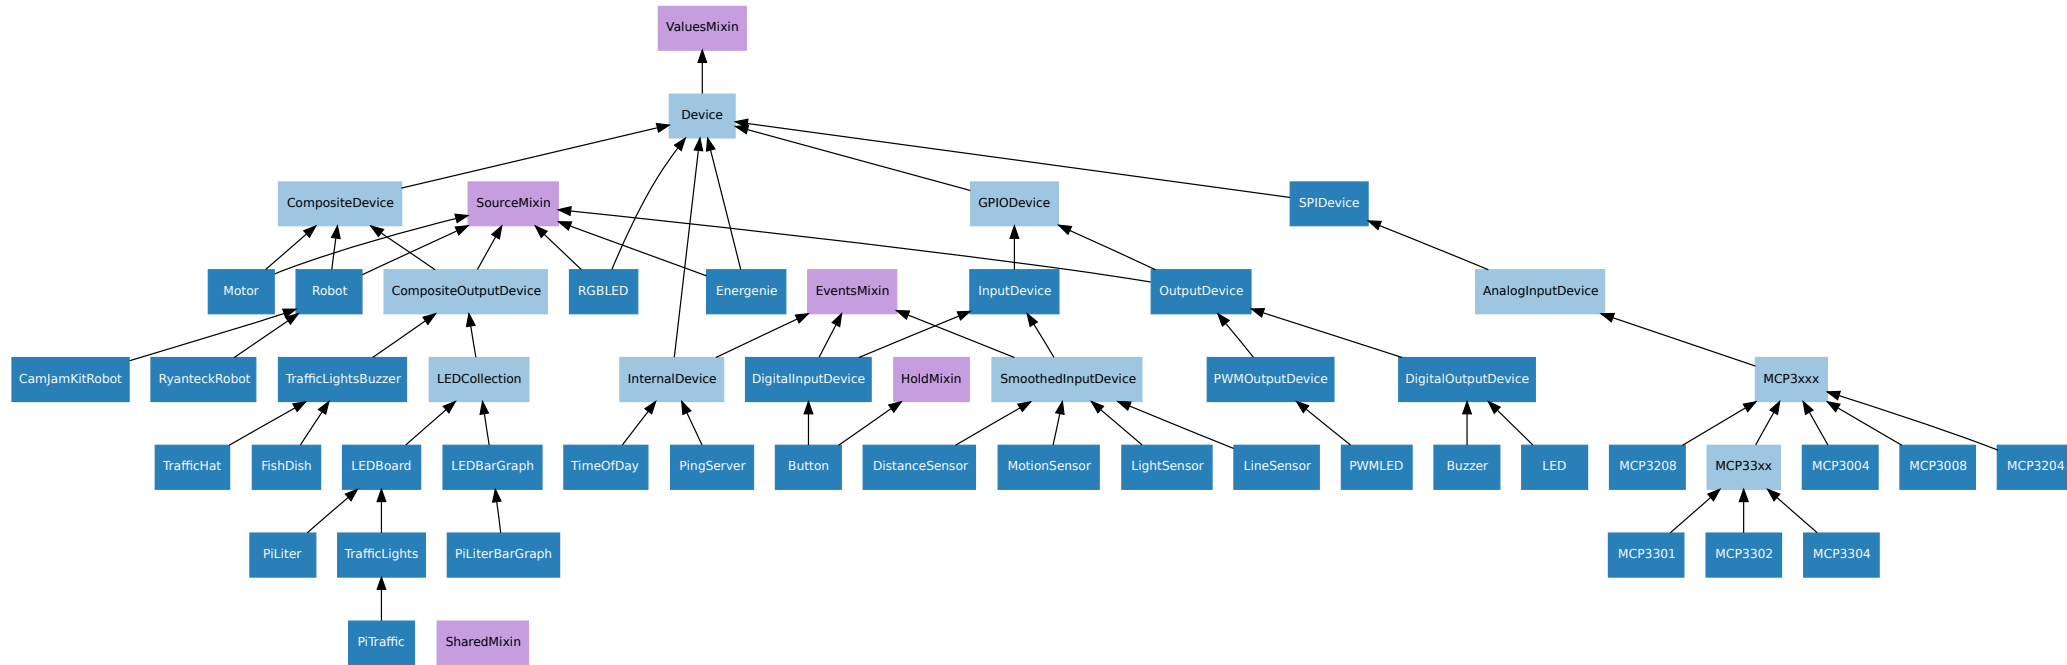 ValuesMixin
Device
CompositeDevice
SourceMixin
GPIODevice
SPIDevice
Motor
Robot
CompositeOutputDevice
RGBLED
Energenie
EventsMixin
InputDevice
OutputDevice
AnalogInputDevice
CamJamKitRobot
RyanteckRobot
TrafficLightsBuzzer
LEDCollection
InternalDevice
DigitalInputDevice
HoldMixin
SmoothedInputDevice
PWMOutputDevice
DigitalOutputDevice
MCP3xxx
TrafficHat
FishDish
LEDBoard
LEDBarGraph
TimeOfDay
PingServer
Button
DistanceSensor
MotionSensor
LightSensor
LineSensor
PWMLED
Buzzer
LED
MCP3208
MCP33xx
MCP3004
MCP3008
MCP3204
PiLiter
TrafficLights
PiLiterBarGraph
MCP3301
MCP3302
MCP3304
PiTraffic
SharedMixin